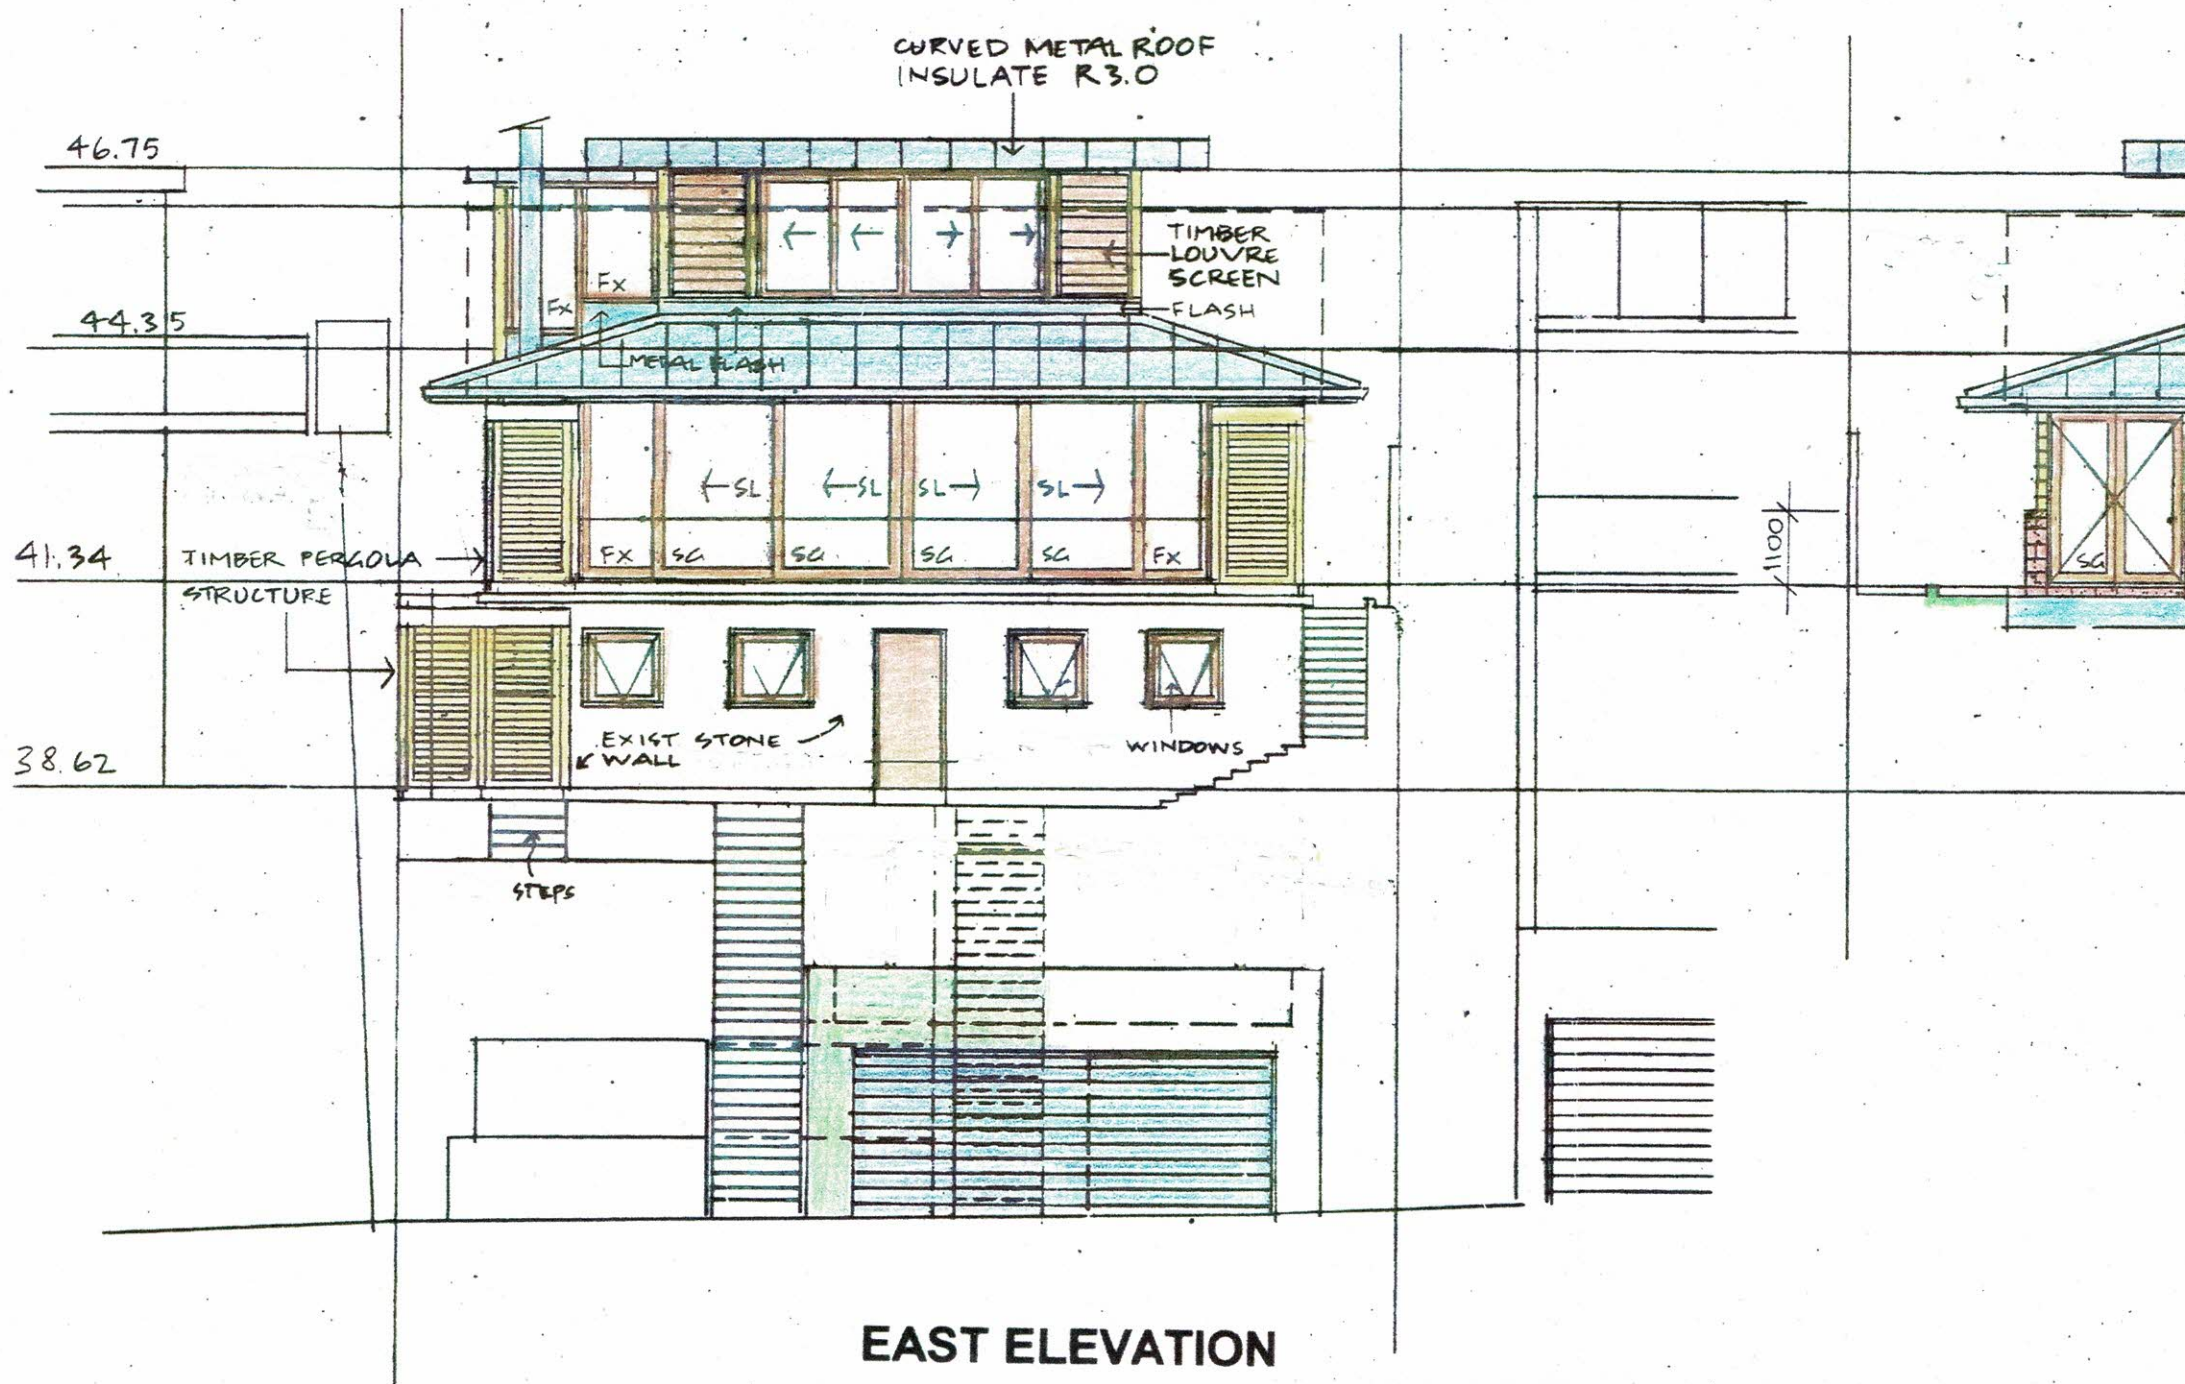 CURVED METAL ROOF
INSULATE R3.0
46.75
TIMBER
LOUVRE
SCREEN
FX
FX
FLASH
44.35
METAL FLASH
←SL
←SL
SL→
SL→
1100
41.34
TIMBER PERGOLA
STRUCTURE
FX
SG
SG
SG
SG
FX
SG
EXIST STONE
WALL
WINDOWS
38.62
STEPS
EAST ELEVATION